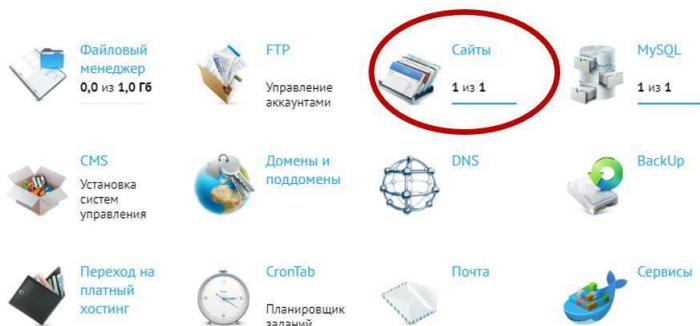 Файловый
менеджер
0,0 из 1,0 Гб
FTP
Управление
аккаунтами
Сайты
1 из 1
MySQL
1 из 1
CMS
Установка
систем
управления
Домены и
поддомены
DNS
BackUp
Переход на
платный
хостинг
CronTab
Планировщик
заданий
Почта
Сервисы